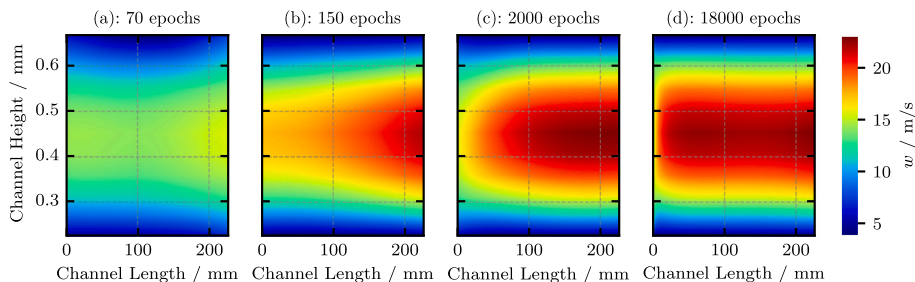 (a): 70 epochs
(b): 150 epochs
(c): 2000 epochs
(d): 18000 epochs
Channel Height / mm
0.6
0.5
0.4
0.3
0 100 200
0 100 200
0 100 200
0 100 200
Channel Length / mm
Channel Length / mm
Channel Length / mm
Channel Length / mm
20
15
10
5
w / m/s